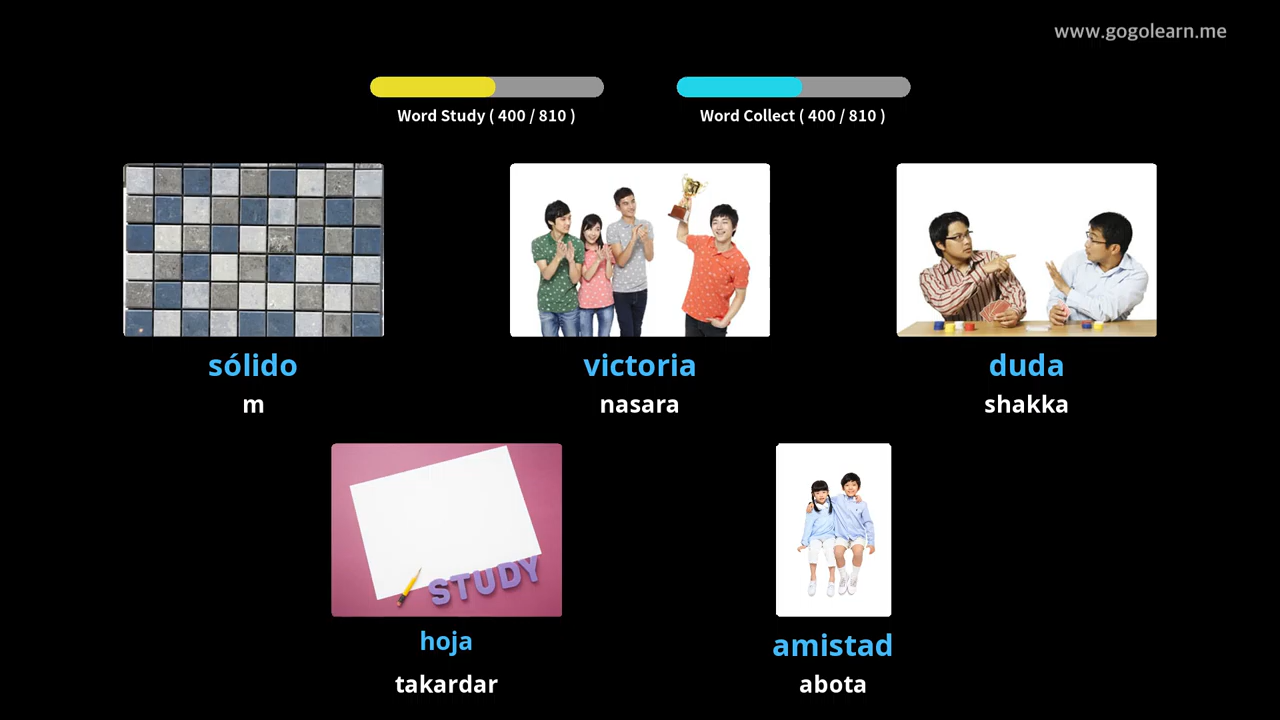 www.gogolearn.me
Word Study ( 400 / 810 )
Word Collect ( 400 / 810 )
sólido
m
victoria
nasara
duda
shakka
STUDY
hoja
takardar
amistad
abota